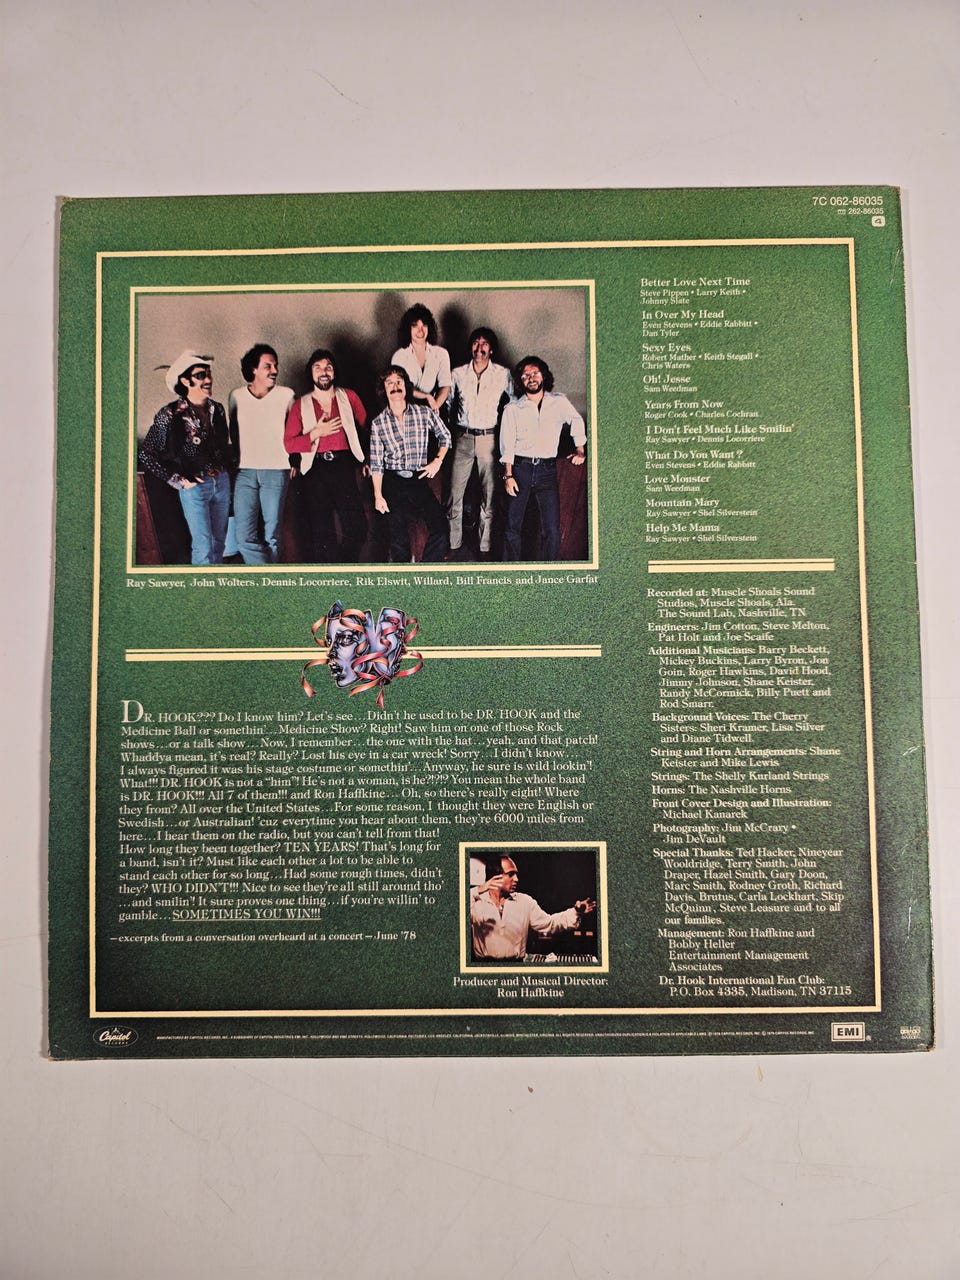 7C 062-86035
262-86035
4
Better Love Next Time
Steve Pippen • Larry Keith •
Johnny Slate
In Over My Head
Even Stevens • Eddie Rabbitt •
Dan Tyler
Sexy Eyes
Robert Mather • Keith Stegall •
Chris Waters
Oh! Jesse
Sam Weedman
Years From Now
Roger Cook • Charles Cochran
I Don't Feel Much Like Smilin'
Ray Sawyer • Dennis Locorriere
What Do You Want?
Even Stevens • Eddie Rabbitt
Love Monster
Sam Weedman
Mountain Mary
Ray Sawyer • Shel Silverstein
Help Me Mama
Ray Sawyer • Shel Silverstein
Ray Sawyer, John Wolters, Dennis Locorriere, Rik Elswit, Willard, Bill Francis and Jance Garfat
DR. HOOK??? Do I know him? Let's see...Didn't he used to be DR. HOOK and the
Medicine Ball or somethin'...Medicine Show? Right! Saw him on one of those Rock
shows...or a talk show...Now, I remember...the one with the hat...yeah, and that patch!
Whaddya mean, it's real? Really? Lost his eye in a car wreck! Sorry...I didn't know...
I always figured it was his stage costume or somethin'...Anyway, he sure is wild lookin'!
What!!! DR. HOOK is not a "him"! He's not a woman, is he?!?!? You mean the whole band
is DR. HOOK!!! All 7 of them!!! and Ron Haffkine... Oh, so there's really eight! Where
they from? All over the United States...For some reason, I thought they were English or
Swedish...or Australian! 'cuz everytime you hear about them, they're 6000 miles from
here...I hear them on the radio, but you can't tell from that!
How long they been together? TEN YEARS! That's long for
a band, isn't it? Must like each other a lot to be able to
stand each other for so long...Had some rough times, didn't
they? WHO DIDN'T!!! Nice to see they're all still around tho'
...and smilin'! It sure proves one thing...if you're willin' to
gamble...SOMETIMES YOU WIN!!!
—excerpts from a conversation overheard at a concert—June '78
Producer and Musical Director:
Ron Haffkine
Recorded at: Muscle Shoals Sound
Studios, Muscle Shoals, Ala.
The Sound Lab, Nashville, TN
Engineers: Jim Cotton, Steve Melton,
Pat Holt and Joe Scaife
Additional Musicians: Barry Beckett,
Mickey Buckins, Larry Byrom, Jon
Goin, Roger Hawkins, David Hood,
Jimmy Johnson, Shane Keister,
Randy McCormick, Billy Puett and
Rod Smarr.
Background Voices: The Cherry
Sisters: Sheri Kramer, Lisa Silver
and Diane Tidwell.
String and Horn Arrangements: Shane
Keister and Mike Lewis
Strings: The Shelly Kurland Strings
Horns: The Nashville Horns
Front Cover Design and Illustration:
Michael Kanarek
Photography: Jim McCrary •
Jim DeVault
Special Thanks: Ted Hacker, Nineyear
Wooldridge, Terry Smith, John
Draper, Hazel Smith, Gary Doon,
Marc Smith, Rodney Groth, Richard
Davis, Brutus, Carla Lockhart, Skip
McQuinn, Steve Leasure and to all
our families.
Management: Ron Haffkine and
Bobby Heller
Entertainment Management
Associates
Dr. Hook International Fan Club:
P.O. Box 4335, Madison, TN 37115
Capitol
RECORDS
EMI